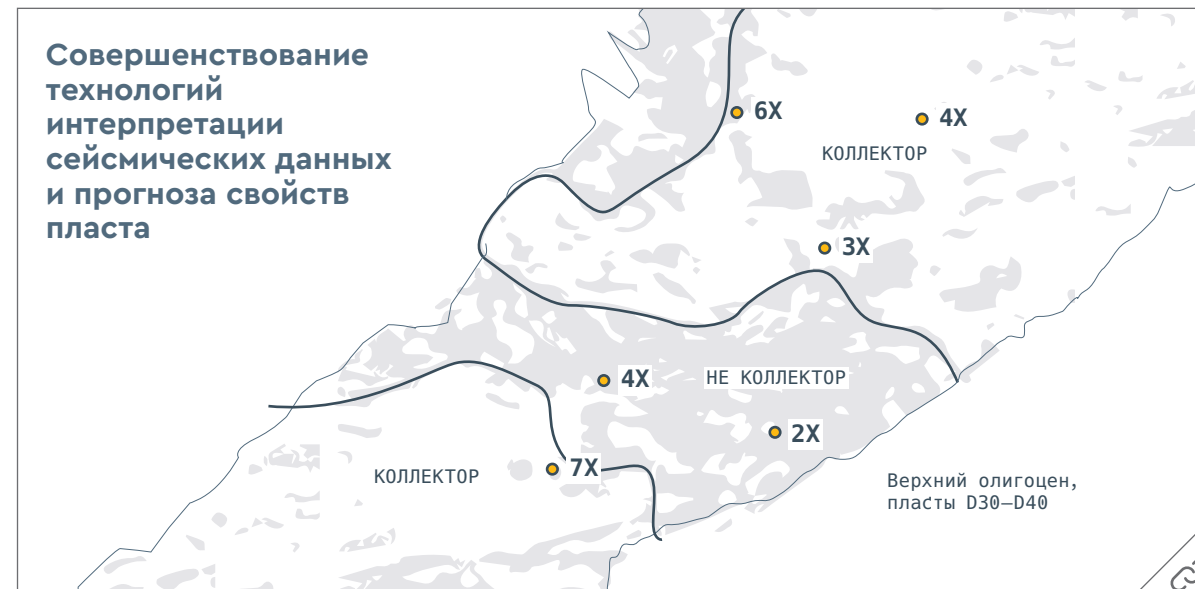 Совершенствование
технологий
интерпретации
сейсмических данных
и прогноза свойств
пласта
6X
4X
КОЛЛЕКТОР
3X
4X
НЕ КОЛЛЕКТОР
2X
КОЛЛЕКТОР
7X
Верхний олигоцен,
пласты D30–D40